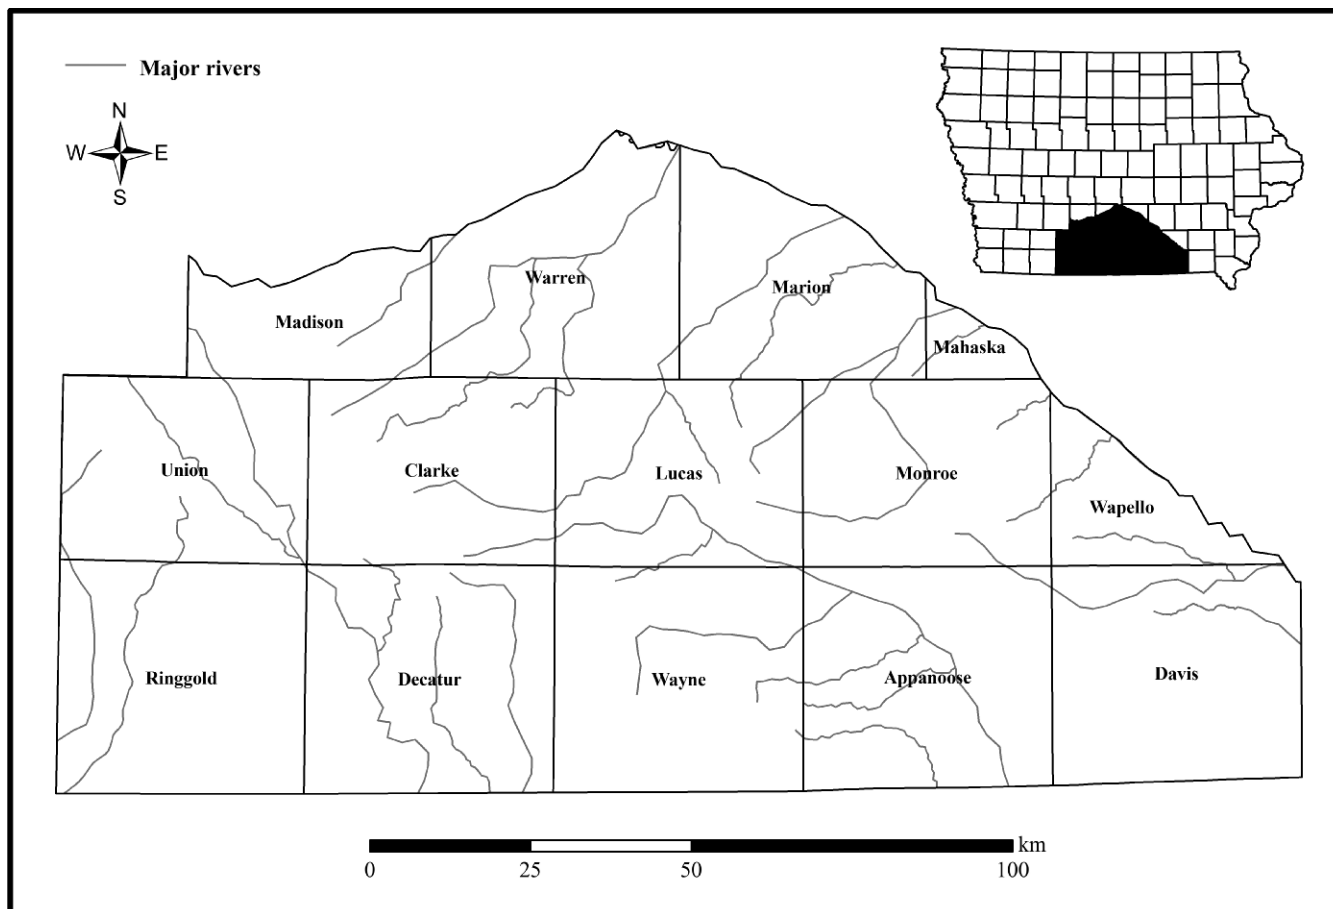 Major rivers
N
W E
S
Warren
Marion
Madison
Mahaska
Union
Clarke
Lucas
Monroe
Wapello
Ringgold
Decatur
Wayne
Appanoose
Davis
km
0 25 50 100